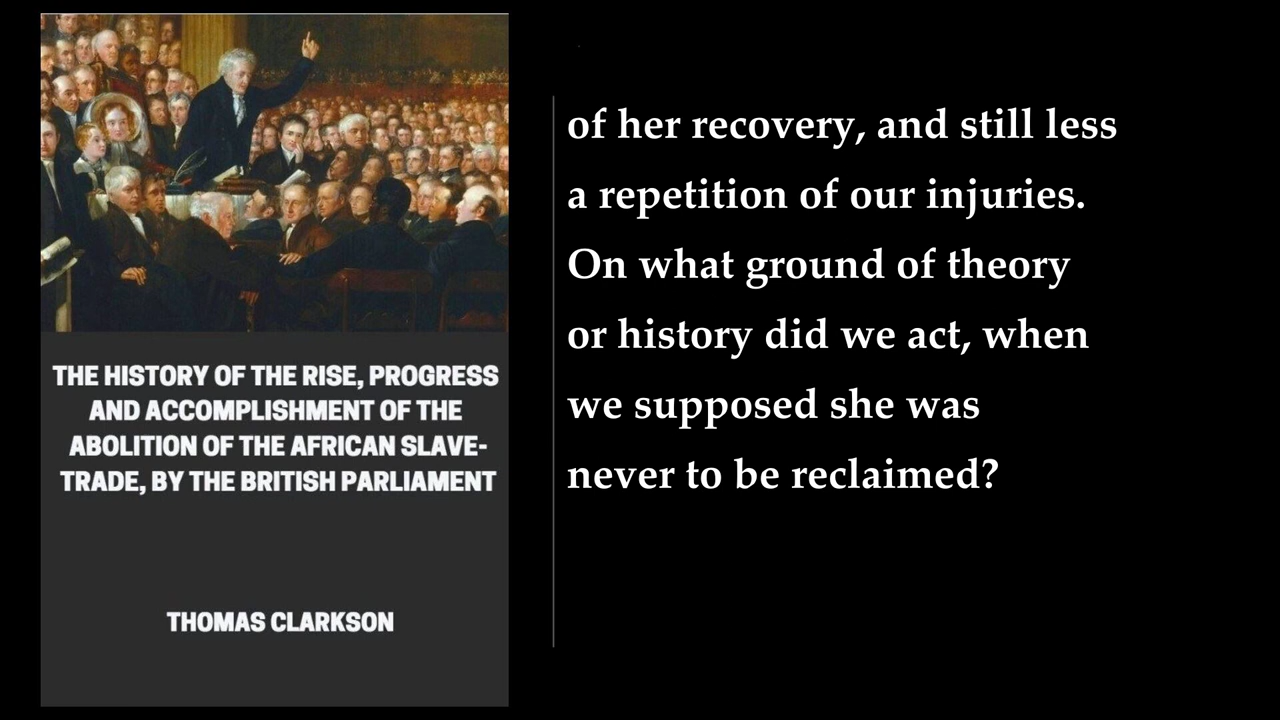 THE HISTORY OF THE RISE, PROGRESS
AND ACCOMPLISHMENT OF THE
ABOLITION OF THE AFRICAN SLAVE-
TRADE, BY THE BRITISH PARLIAMENT
THOMAS CLARKSON
of her recovery, and still less
a repetition of our injuries.
On what ground of theory
or history did we act, when
we supposed she was
never to be reclaimed?